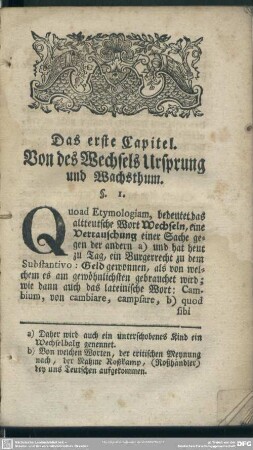 Das erste Capitel.
Von des Wechsels Ursprung
und Wachsthum.
§. 1.
Quoad Etymologiam, bedeutet das
altteutsche Wort Wechseln, eine
Vertauschung einer Sache ge-
gen der andern a) und hat heut
zu Tag, ein Burgerrecht zu dem
Substantivo: Geld gewonnen, als von wel-
chem es am gewöhnlichsten gebrauchet wird;
wie dann auch das lateinische Wort: Cam-
bium, von cambiare, campsare, b) quod
sibi
a) Daher wird auch ein unterschobenes Kind ein
Wechselbalg genennet.
b) Von welchen Worten, der critischen Meynung
nach, der Nahme Roßkamp, (Roßhändler)
bey uns Teutschen aufgekommen.